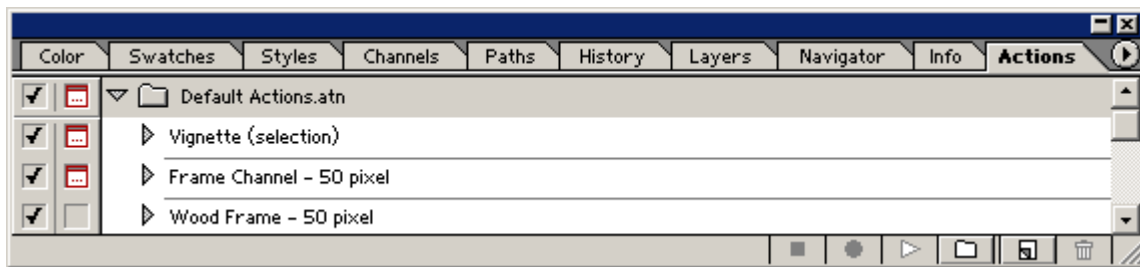 Color Swatches Styles Channels Paths History Layers Navigator Info Actions
Default Actions.atn
Vignette (selection)
Frame Channel - 50 pixel
Wood Frame - 50 pixel